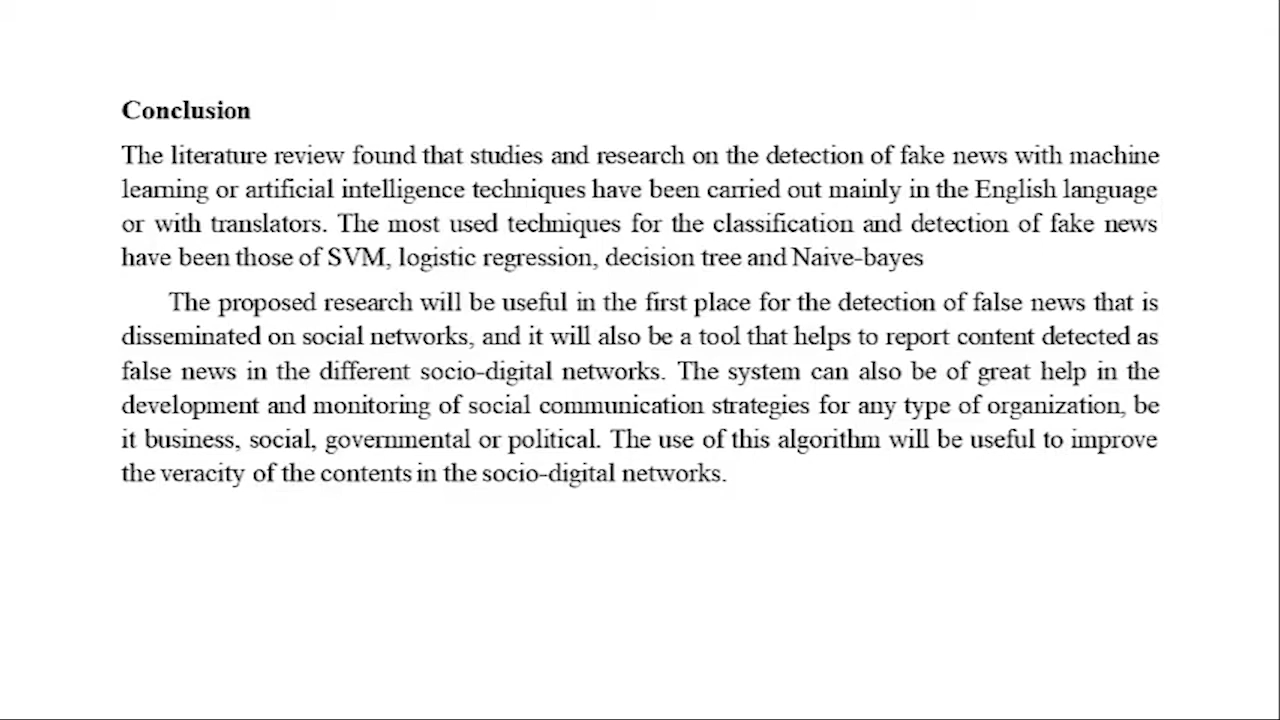 Conclusion
The literature review found that studies and research on the detection of fake news with machine
learning or artificial intelligence techniques have been carried out mainly in the English language
or with translators. The most used techniques for the classification and detection of fake news
have been those of SVM, logistic regression, decision tree and Naive-bayes
The proposed research will be useful in the first place for the detection of false news that is
disseminated on social networks, and it will also be a tool that helps to report content detected as
false news in the different socio-digital networks. The system can also be of great help in the
development and monitoring of social communication strategies for any type of organization, be
it business, social, governmental or political. The use of this algorithm will be useful to improve
the veracity of the contents in the socio-digital networks.